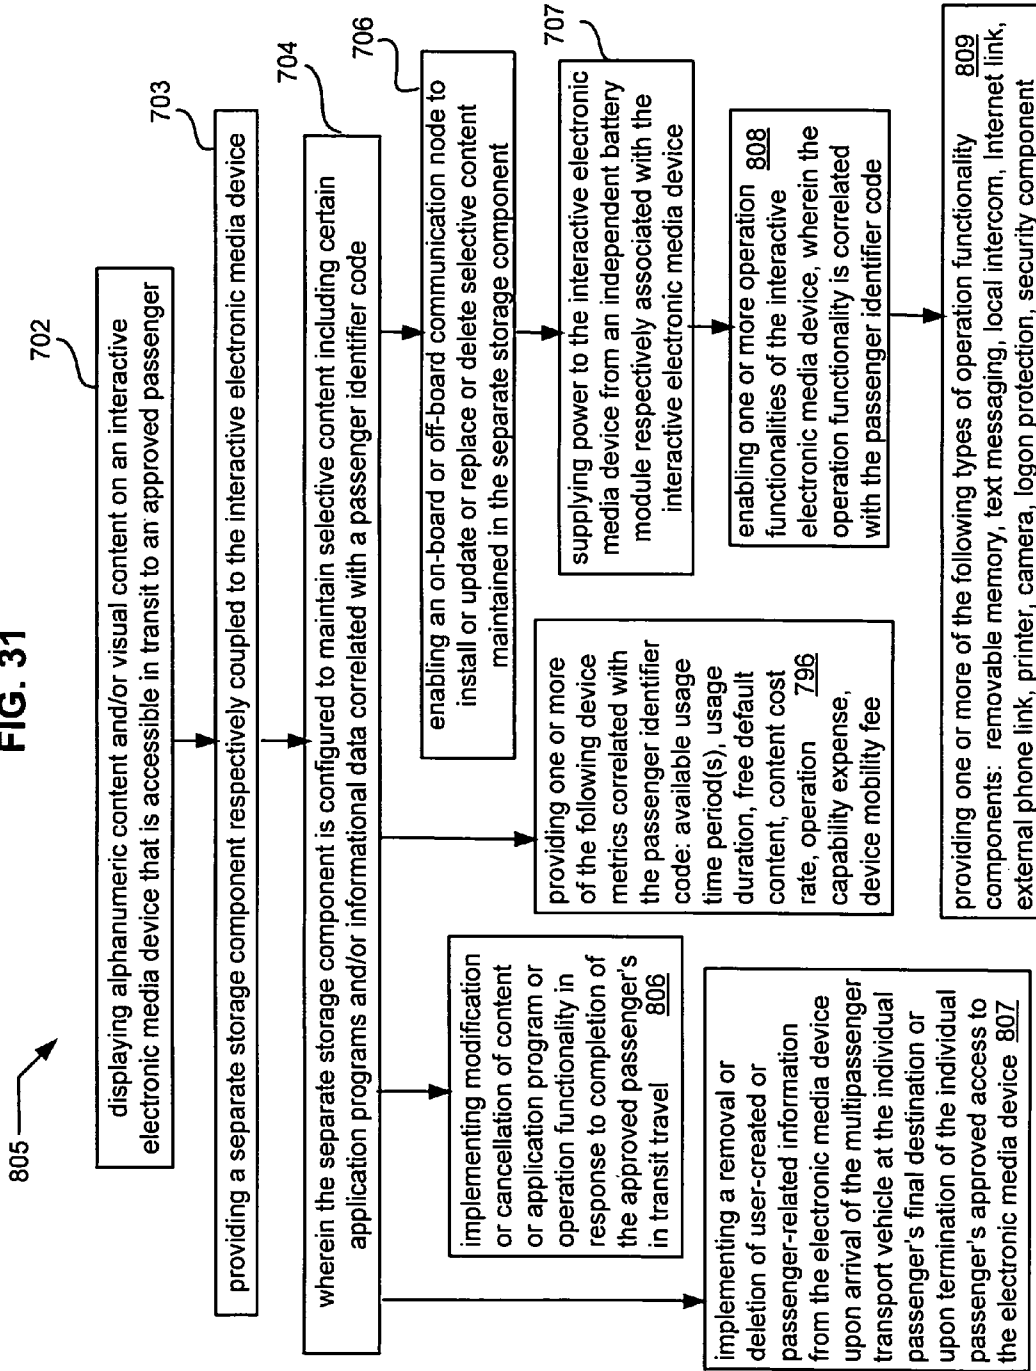 FIG. 31
805
702
displaying alphanumeric content and/or visual content on an interactive
electronic media device that is accessible in transit to an approved passenger
703
providing a separate storage component respectively coupled to the interactive electronic media device
704
wherein the separate storage component is configured to maintain selective content including certain
application programs and/or informational data correlated with a passenger identifier code
706
enabling an on-board or off-board communication node to
install or update or replace or delete selective content
maintained in the separate storage component
707
supplying power to the interactive electronic
media device from an independent battery
module respectively associated with the
interactive electronic media device
enabling one or more operation
functionalities of the interactive 808
electronic media device, wherein the
operation functionality is correlated
with the passenger identifier code
providing one or more of the following types of operation functionality 809
components: removable memory, text messaging, local intercom, Internet link,
external phone link, printer, camera, logon protection, security component
providing one or more
of the following device
metrics correlated with
the passenger identifier
code: available usage
time period(s), usage
duration, free default
content, content cost
rate, operation 796
capability expense,
device mobility fee
implementing modification
or cancellation of content
or application program or
operation functionality in
response to completion of
the approved passenger's
in transit travel 806
implementing a removal or
deletion of user-created or
passenger-related information
from the electronic media device
upon arrival of the multipassenger
transport vehicle at the individual
passenger's final destination or
upon termination of the individual
passenger's approved access to
the electronic media device 807